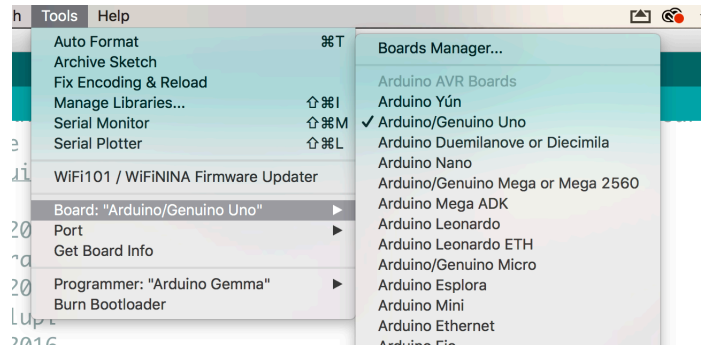 h Tools Help
Auto Format ⌘T
Archive Sketch
Fix Encoding & Reload
Manage Libraries... ⇧⌘I
Serial Monitor ⇧⌘M
Serial Plotter ⇧⌘L
WiFi101 / WiFiNINA Firmware Updater
Board: "Arduino/Genuino Uno"
Port
Get Board Info
Programmer: "Arduino Gemma"
Burn Bootloader
Boards Manager...
Arduino AVR Boards
Arduino Yún
✓ Arduino/Genuino Uno
Arduino Duemilanove or Diecimila
Arduino Nano
Arduino/Genuino Mega or Mega 2560
Arduino Mega ADK
Arduino Leonardo
Arduino Leonardo ETH
Arduino/Genuino Micro
Arduino Esplora
Arduino Mini
Arduino Ethernet
2016